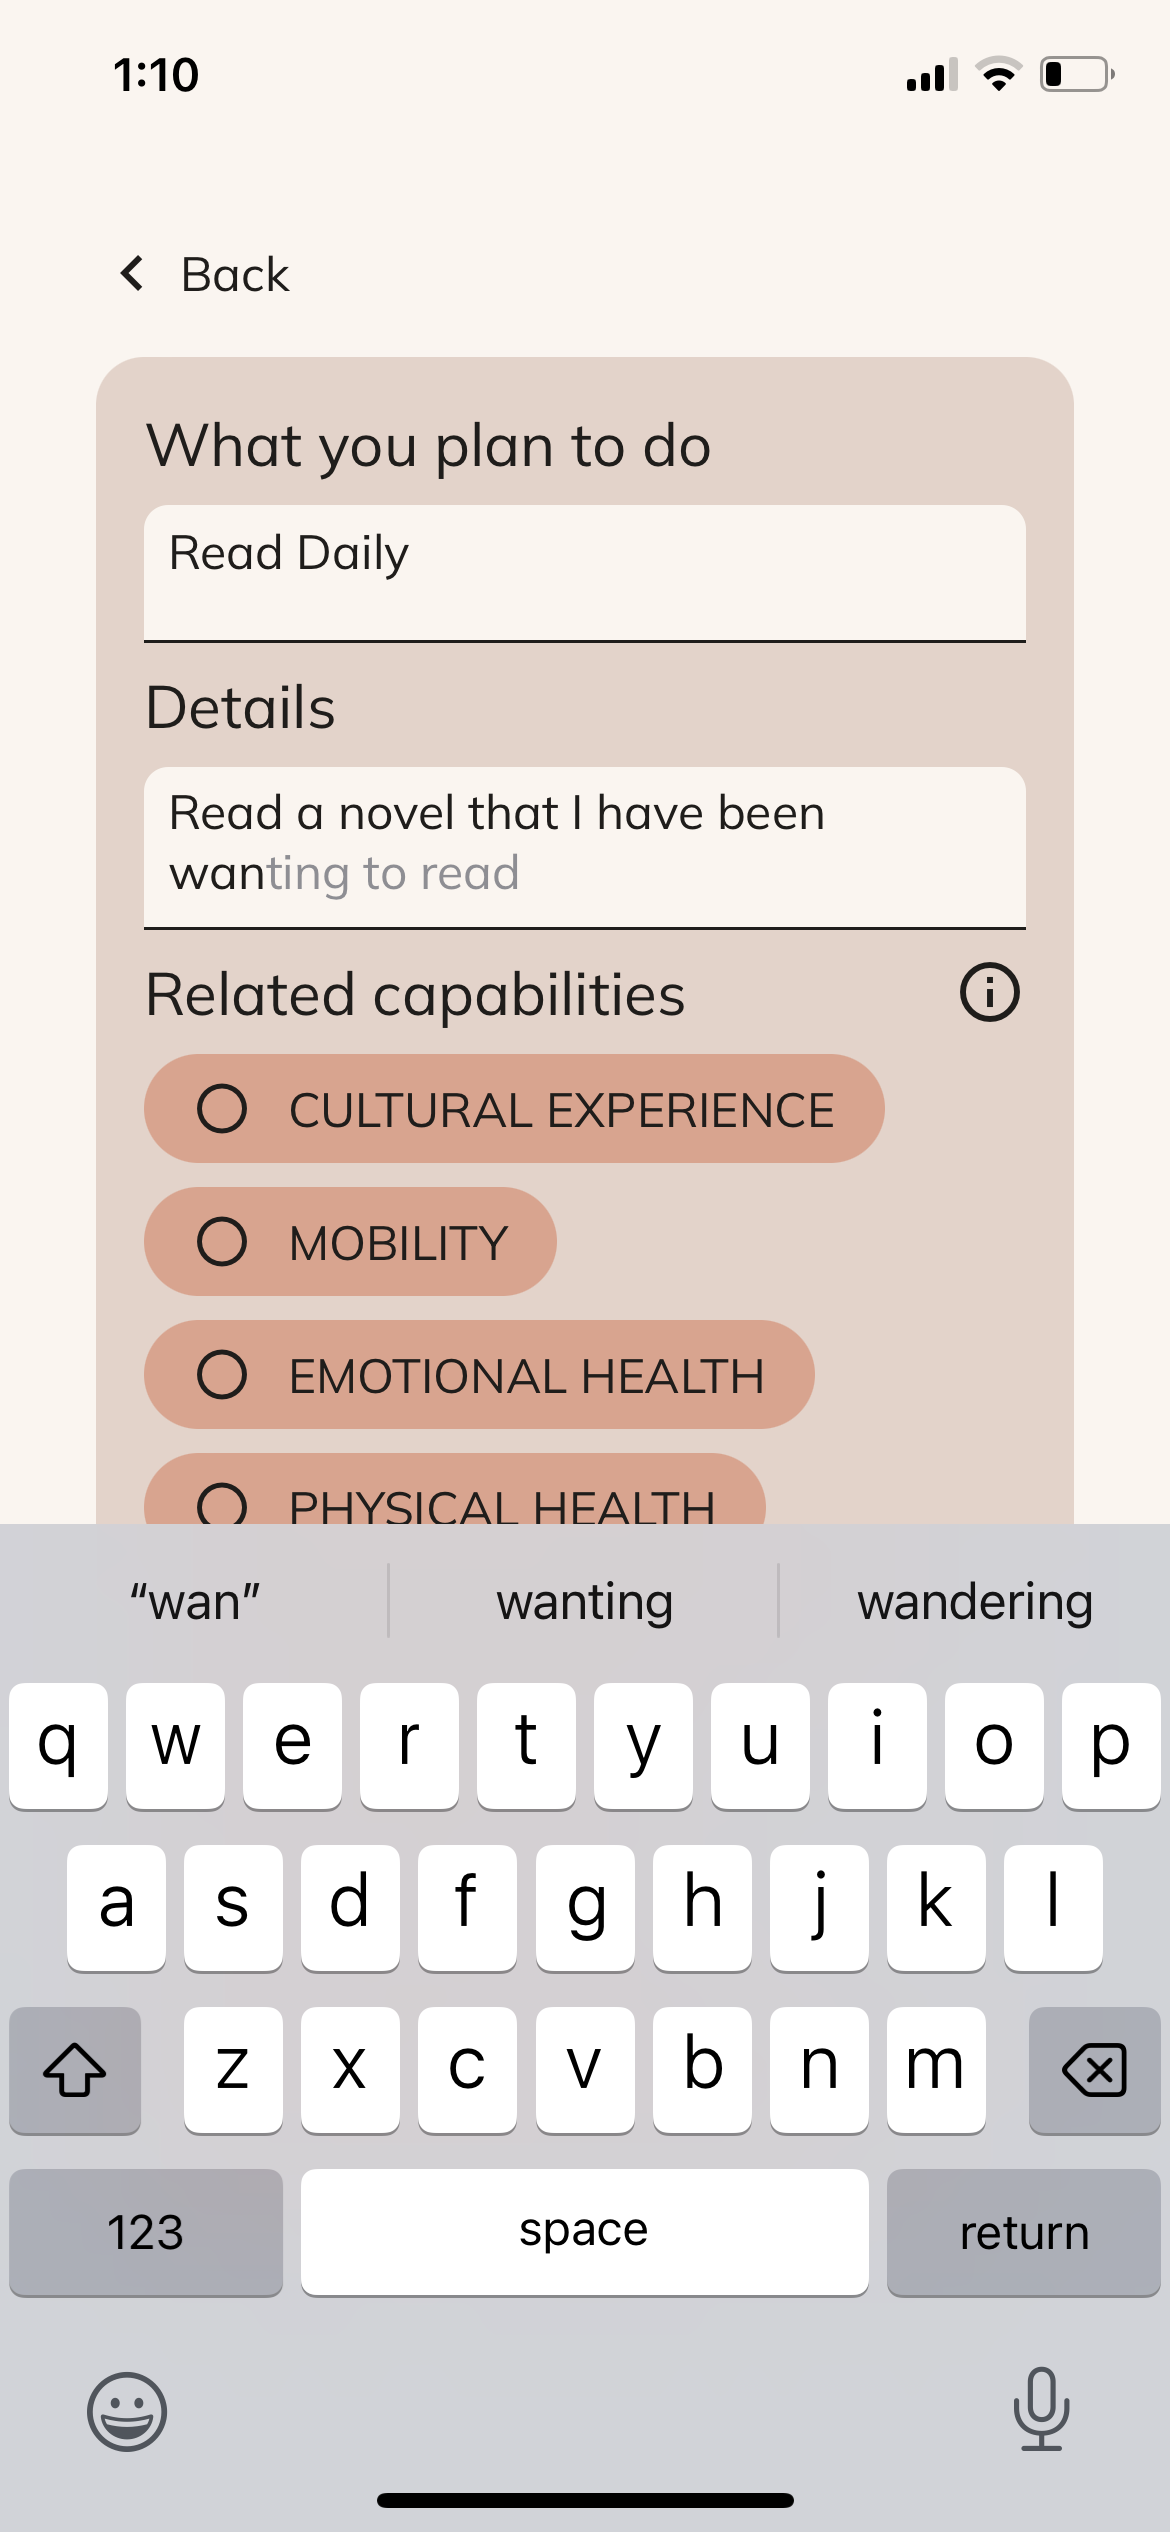 1:10
Back
What you plan to do
Read Daily
Details
Read a novel that I have been
wanting to read
Related capabilities
CULTURAL EXPERIENCE
MOBILITY
EMOTIONAL HEALTH
PHYSICAL HEALTH
“wan” wanting wandering
q w e r t y u i o p
a s d f g h j k l
z x c v b n m
123 space return